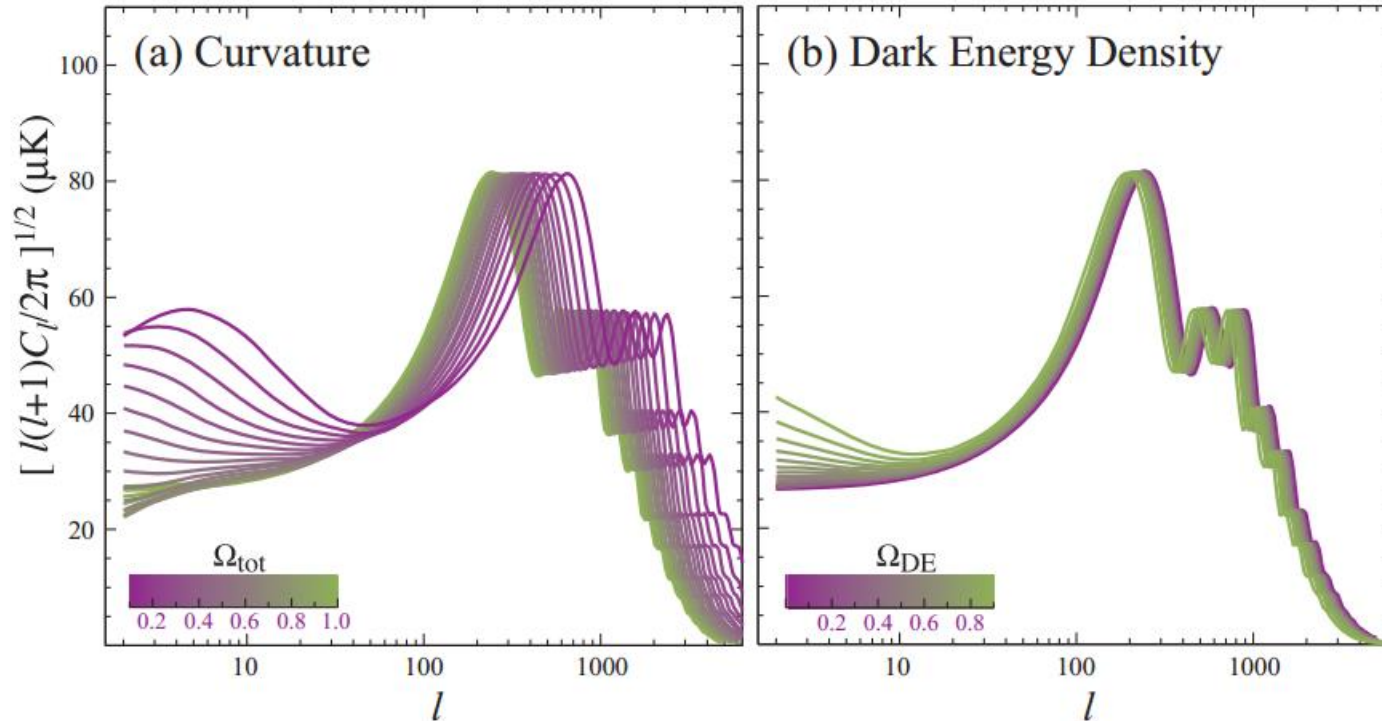 (a) Curvature
(b) Dark Energy Density
[ l(l+1)C_l/2π ]^{1/2} (μK)
100
80
60
40
20
Ω_tot
0.2 0.4 0.6 0.8 1.0
Ω_DE
0.2 0.4 0.6 0.8
10 100 1000
10 100 1000
l
l